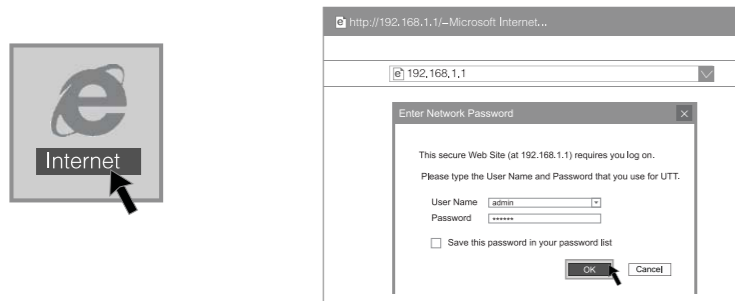 Internet
http://192.168.1.1/–Microsoft Internet...
192,168,1,1
Enter Network Password
This secure Web Site (at 192.168.1.1) requires you log on.
Please type the User Name and Password that you use for UTT.
User Name admin
Password ******
Save this password in your password list
OK Cancel